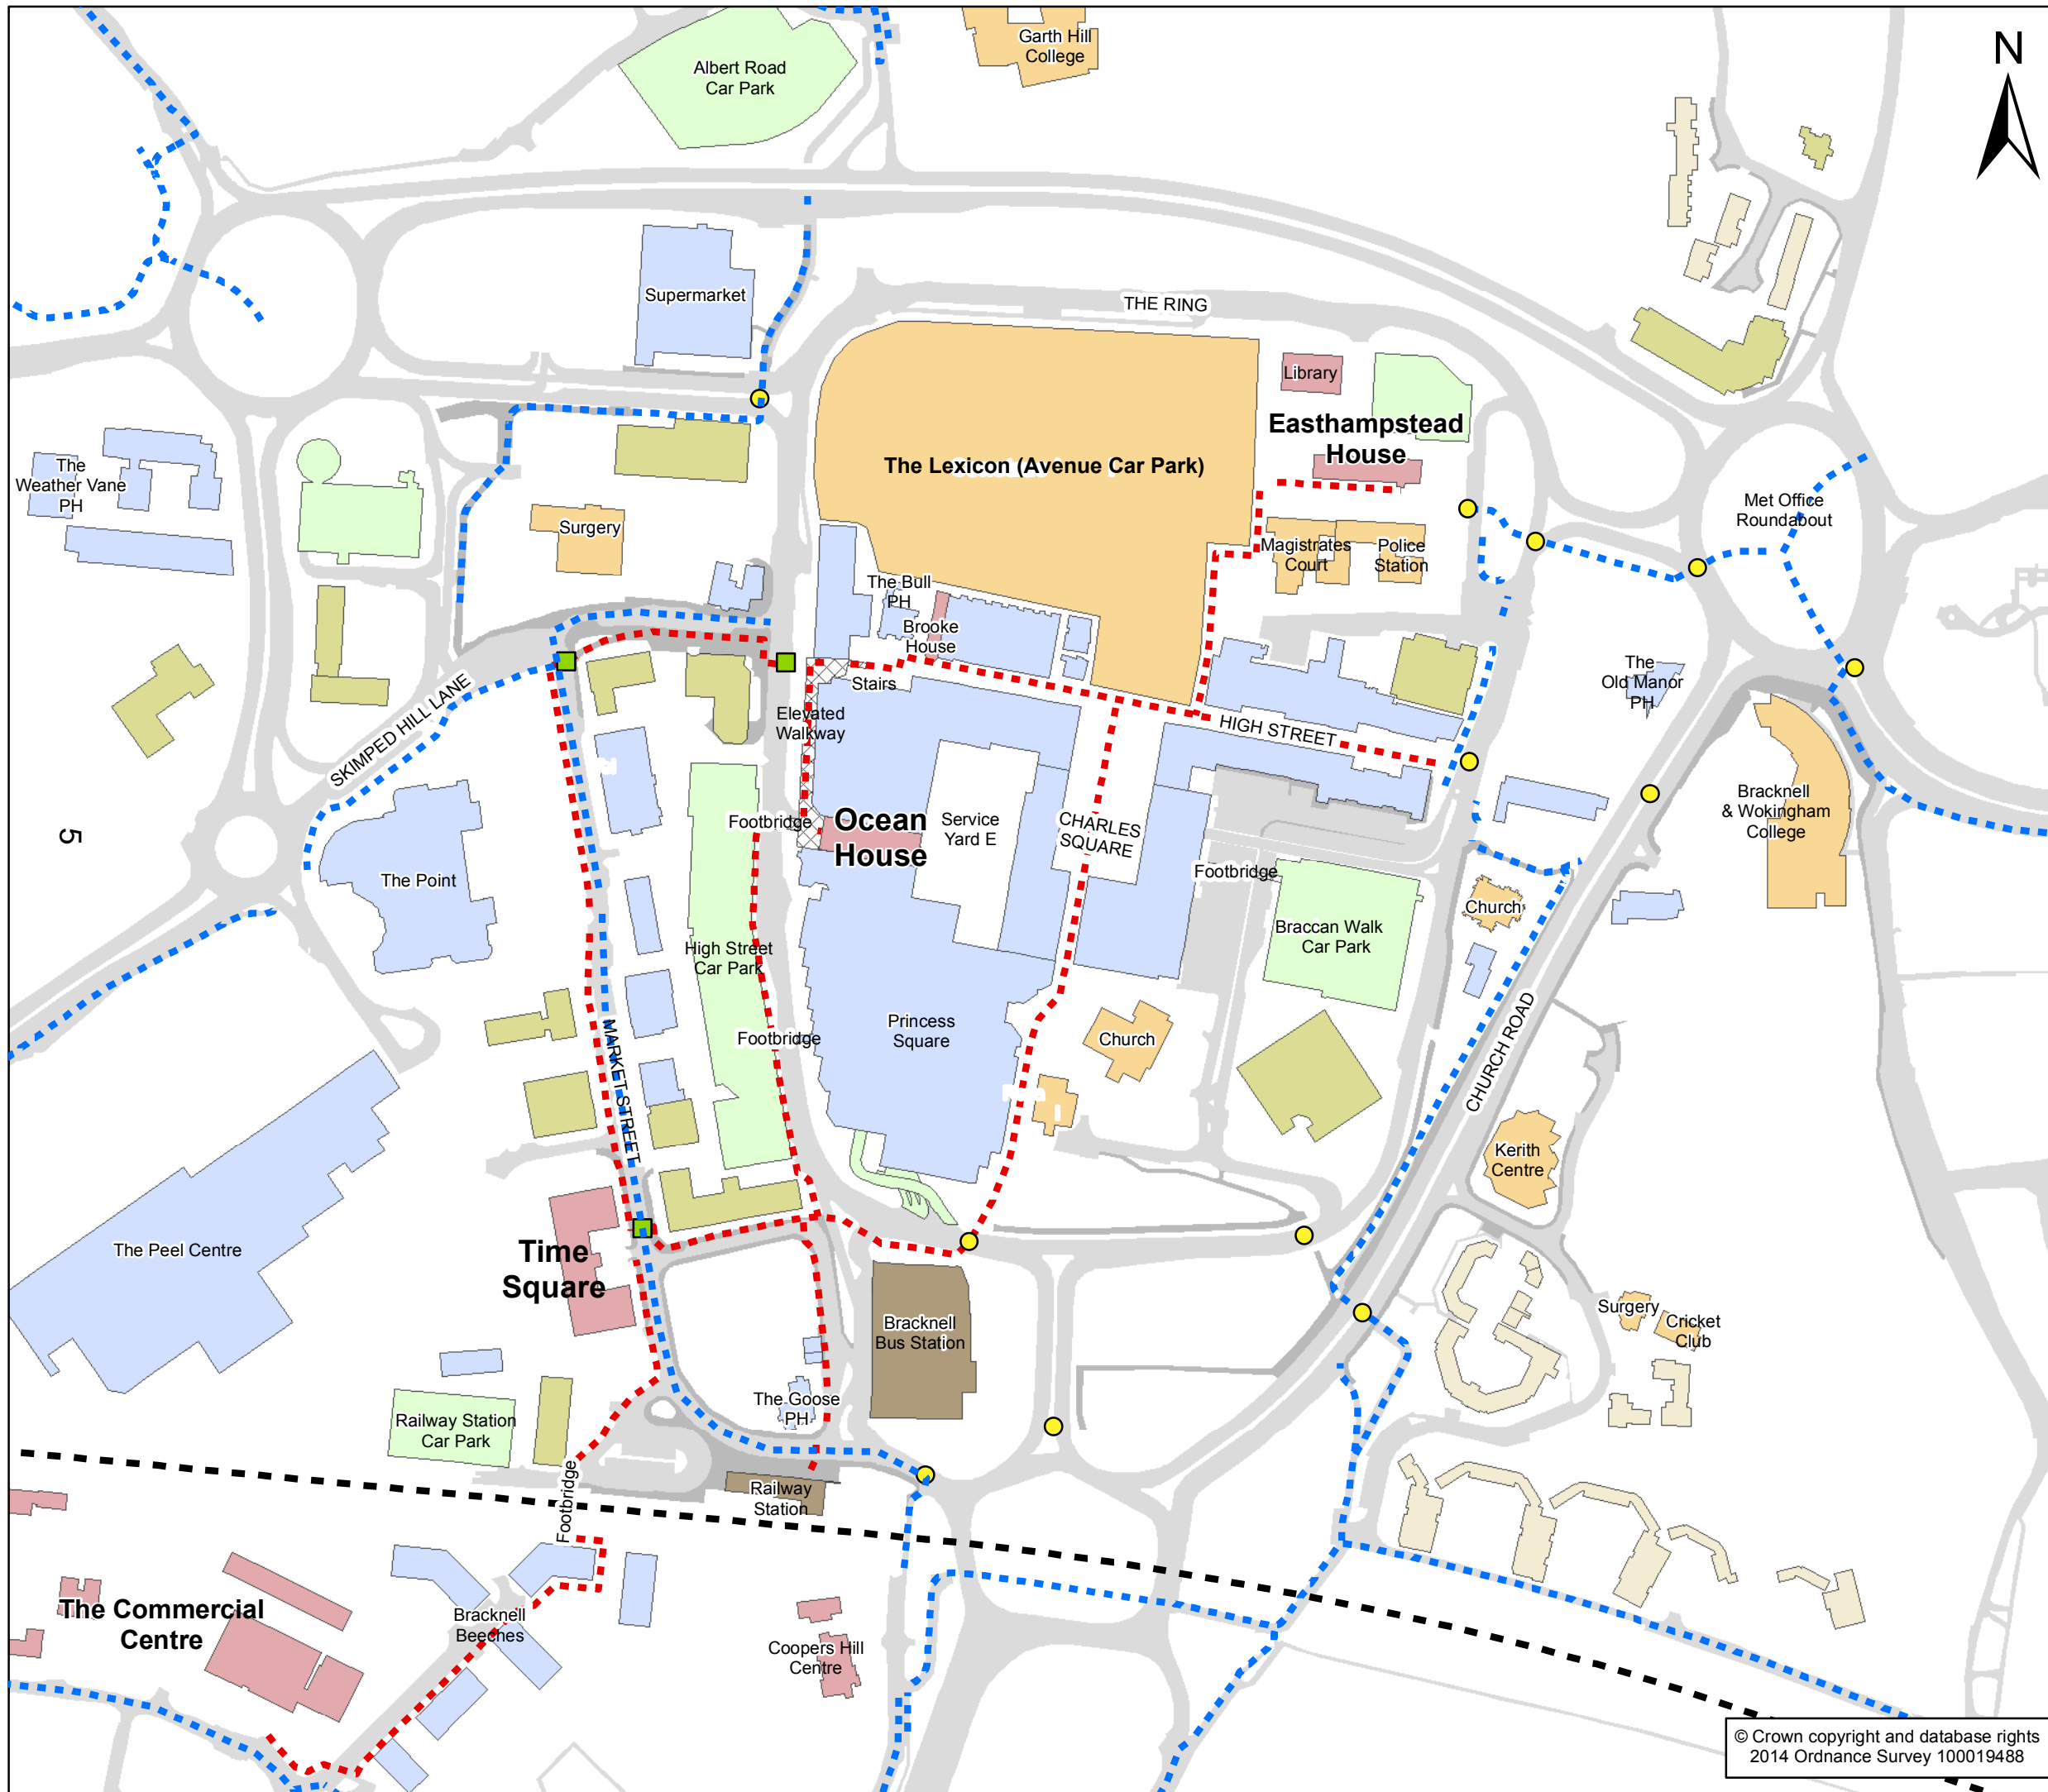 Garth Hill
College
N
Albert Road
Car Park
Supermarket
THE RING
Library
Easthampstead
House
The Lexicon (Avenue Car Park)
The
Weather Vane
PH
Met Office
Roundabout
Surgery
Magistrates
Court
Police
Station
The Bull
PH
Brooke
House
Stairs
The
Old Manor
PH
Elevated
Walkway
SKIMPED HILL LANE
HIGH STREET
Footbridge
Ocean
House
Service
Yard E
CHARLES
SQUARE
Bracknell
& Wokingham
College
5
The Point
Footbridge
Church
Braccan Walk
Car Park
High Street
Car Park
Footbridge
Princess
Square
Church
MARKET STREET
CHURCH ROAD
Kerith
Centre
The Peel Centre
Time
Square
Bracknell
Bus Station
Surgery
Cricket
Club
The Goose
PH
Railway Station
Car Park
Footbridge
Railway
Station
The Commercial
Centre
Bracknell
Beeches
Coopers Hill
Centre
© Crown copyright and database rights
2014 Ordnance Survey 100019488